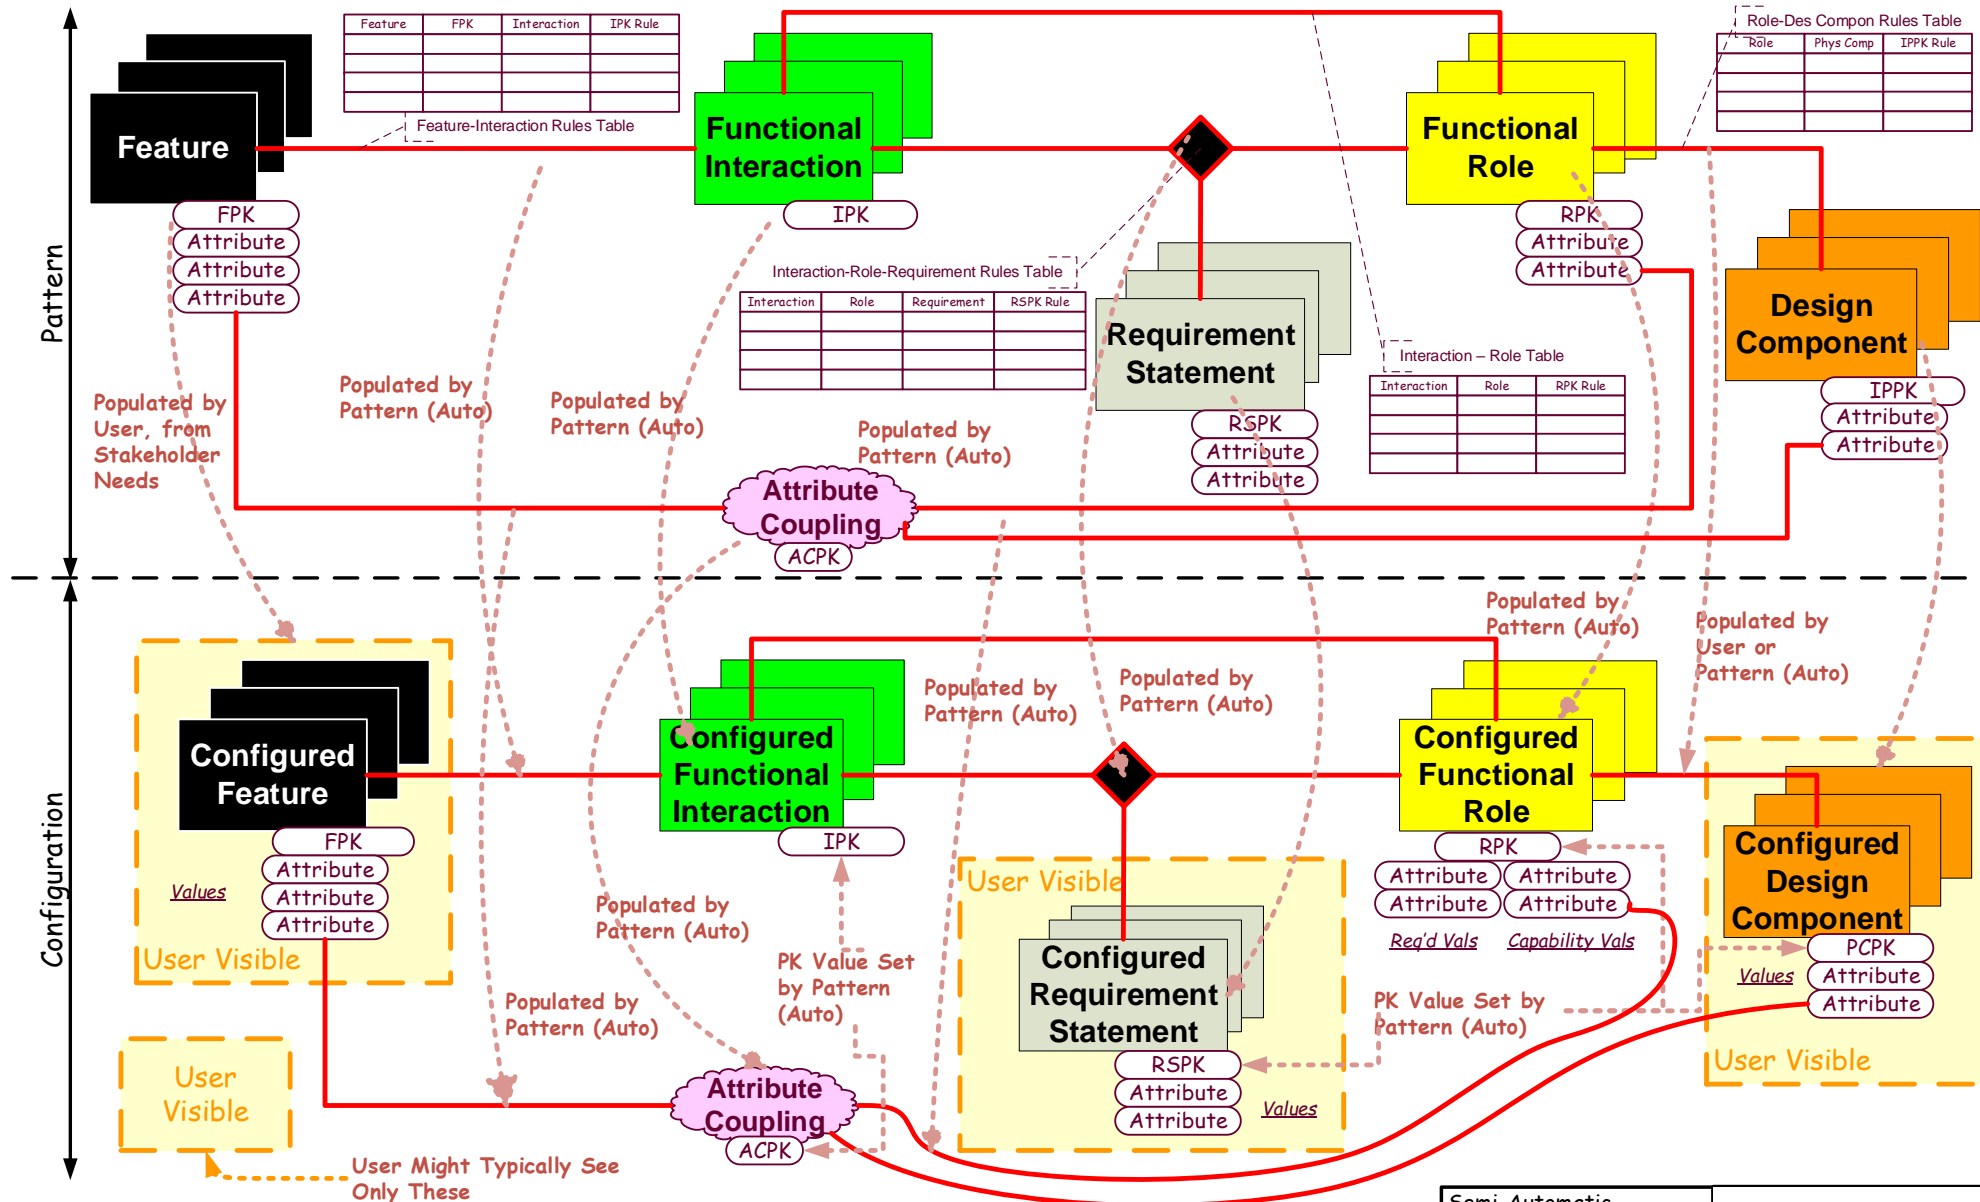 Feature FPK Interaction IPK Rule
Feature-Interaction Rules Table
Role-Des Compon Rules Table
Role Phys Comp IPPK Rule
Feature
Functional
Interaction
Functional
Role
FPK
Attribute
Attribute
Attribute
IPK
RPK
Attribute
Attribute
Interaction-Role-Requirement Rules Table
Interaction Role Requirement RSPK Rule
Requirement
Statement
RSPK
Attribute
Attribute
Interaction – Role Table
Interaction Role RPK Rule
Design
Component
IPPK
Attribute
Attribute
Pattern
Populated by
User, from
Stakeholder
Needs
Populated by
Pattern (Auto)
Populated by
Pattern (Auto)
Populated by
Pattern (Auto)
Attribute
Coupling
ACPK
Configuration
Populated by
Pattern (Auto)
Populated by
User or
Pattern (Auto)
Populated by
Pattern (Auto)
Populated by
Pattern (Auto)
Configured
Feature
FPK
Attribute
Attribute
Attribute
Values
User Visible
Configured
Functional
Interaction
IPK
Configured
Functional
Role
RPK
Attribute Attribute
Attribute Attribute
Req'd Vals Capability Vals
Configured
Design
Component
PCPK
Attribute
Attribute
Values
User Visible
User Visible
Configured
Requirement
Statement
RSPK
Attribute
Attribute
Values
Populated by
Pattern (Auto)
Populated by
Pattern (Auto)
PK Value Set
by Pattern
(Auto)
PK Value Set by
Pattern (Auto)
Attribute
Coupling
ACPK
User
Visible
User Might Typically See
Only These
Semi-Automatic